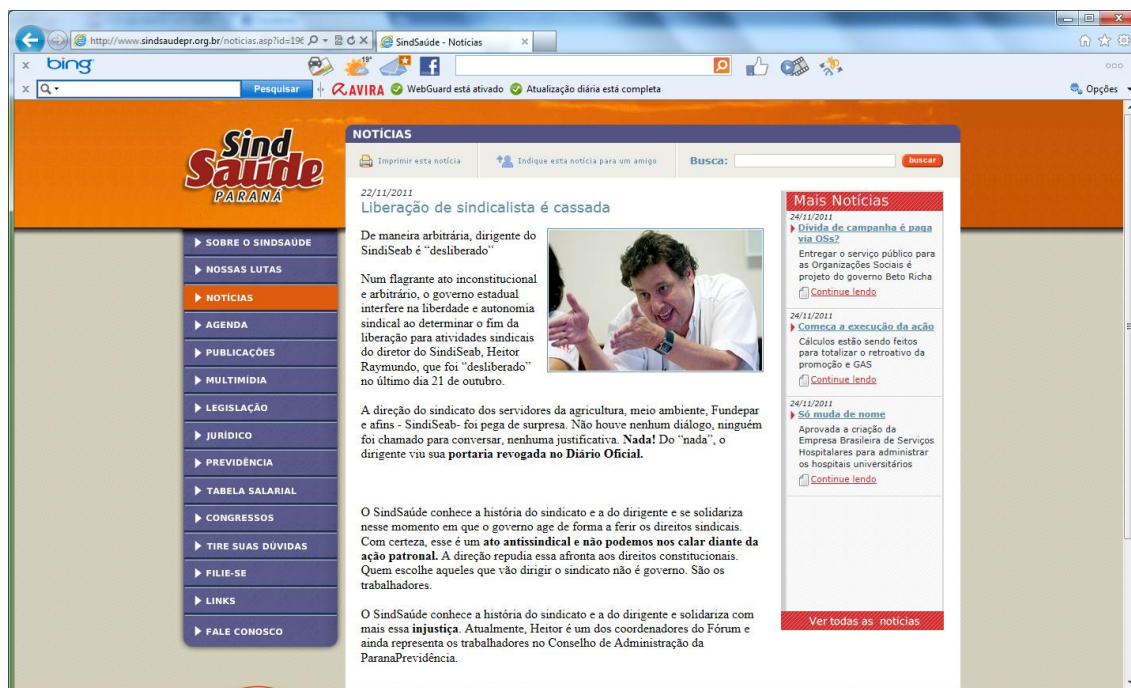 http://www.sindsaudepr.org.br/noticias.asp?id=196
SindSaúde - Notícias
bing
19°
Pesquisar
AVIRA
WebGuard está ativado
Atualização diária está completa
Opções
Sind
Saúde
PARANÁ
NOTÍCIAS
Imprimir esta notícia
Indique esta notícia para um amigo
Busca:
buscar
SOBRE O SINDSAÚDE
NOSSAS LUTAS
NOTÍCIAS
AGENDA
PUBLICAÇÕES
MULTIMÍDIA
LEGISLAÇÃO
JURÍDICO
PREVIDÊNCIA
TABELA SALARIAL
CONGRESSOS
TIRE SUAS DÚVIDAS
FILIE-SE
LINKS
FALE CONOSCO
22/11/2011
Liberação de sindicalista é cassada
De maneira arbitrária, dirigente do
SindiSeab é “desliberado”
Num flagrante ato inconstitucional
e arbitrário, o governo estadual
interfere na liberdade e autonomia
sindical ao determinar o fim da
liberação para atividades sindicais
do diretor do SindiSeab, Heitor
Raymundo, que foi “desliberado”
no último dia 21 de outubro.
A direção do sindicato dos servidores da agricultura, meio ambiente, Fundepar
e afins - SindiSeab- foi pega de surpresa. Não houve nenhum diálogo, ninguém
foi chamado para conversar, nenhuma justificativa. Nada! Do “nada”, o
dirigente viu sua portaria revogada no Diário Oficial.
O SindSaúde conhece a história do sindicato e a do dirigente e se solidariza
nesse momento em que o governo age de forma a ferir os direitos sindicais.
Com certeza, esse é um ato antissindical e não podemos nos calar diante da
ação patronal. A direção repudia essa afronta aos direitos constitucionais.
Quem escolhe aqueles que vão dirigir o sindicato não é governo. São os
trabalhadores.
O SindSaúde conhece a história do sindicato e a do dirigente e solidariza com
mais essa injustiça. Atualmente, Heitor é um dos coordenadores do Fórum e
ainda representa os trabalhadores no Conselho de Administração da
ParanaPrevidência.
Mais Notícias
24/11/2011
Dívida de campanha é paga
via OSs?
Entregar o serviço público para
as Organizações Sociais é
projeto do governo Beto Richa
Continue lendo
24/11/2011
Começa a execução da ação
Cálculos estão sendo feitos
para totalizar o retroativo da
promoção e GAS
Continue lendo
24/11/2011
Só muda de nome
Aprovada a criação da
Empresa Brasileira de Serviços
Hospitalares para administrar
os hospitais universitários
Continue lendo
Ver todas as notícias